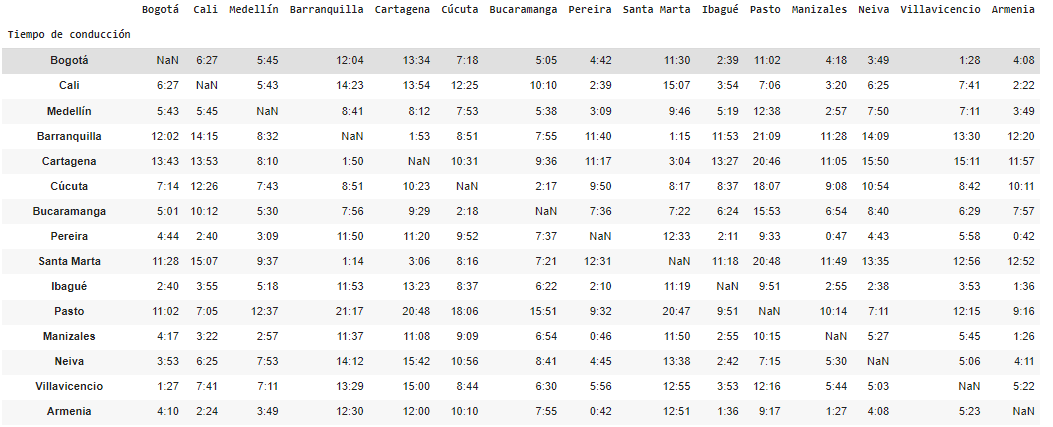 Bogotá Cali Medellín Barranquilla Cartagena Cúcuta Bucaramanga Pereira Santa Marta Ibagué Pasto Manizales Neiva Villavicencio Armenia
Tiempo de conducción
Bogotá NaN 6:27 5:45 12:04 13:34 7:18 5:05 4:42 11:30 2:39 11:02 4:18 3:49 1:28 4:08
Cali 6:27 NaN 5:43 14:23 13:54 12:25 10:10 2:39 15:07 3:54 7:06 3:20 6:25 7:41 2:22
Medellín 5:43 5:45 NaN 8:41 8:12 7:53 5:38 3:09 9:46 5:19 12:38 2:57 7:50 7:11 3:49
Barranquilla 12:02 14:15 8:32 NaN 1:53 8:51 7:55 11:40 1:15 11:53 21:09 11:28 14:09 13:30 12:20
Cartagena 13:43 13:53 8:10 1:50 NaN 10:31 9:36 11:17 3:04 13:27 20:46 11:05 15:50 15:11 11:57
Cúcuta 7:14 12:26 7:43 8:51 10:23 NaN 2:17 9:50 8:17 8:37 18:07 9:08 10:54 8:42 10:11
Bucaramanga 5:01 10:12 5:30 7:56 9:29 2:18 NaN 7:36 7:22 6:24 15:53 6:54 8:40 6:29 7:57
Pereira 4:44 2:40 3:09 11:50 11:20 9:52 7:37 NaN 12:33 2:11 9:33 0:47 4:43 5:58 0:42
Santa Marta 11:28 15:07 9:37 1:14 3:06 8:16 7:21 12:31 NaN 11:18 20:48 11:49 13:35 12:56 12:52
Ibagué 2:40 3:55 5:18 11:53 13:23 8:37 6:22 2:10 11:19 NaN 9:51 2:55 2:38 3:53 1:36
Pasto 11:02 7:05 12:37 21:17 20:48 18:06 15:51 9:32 20:47 9:51 NaN 10:14 7:11 12:15 9:16
Manizales 4:17 3:22 2:57 11:37 11:08 9:09 6:54 0:46 11:50 2:55 10:15 NaN 5:27 5:45 1:26
Neiva 3:53 6:25 7:53 14:12 15:42 10:56 8:41 4:45 13:38 2:42 7:15 5:30 NaN 5:06 4:11
Villavicencio 1:27 7:41 7:11 13:29 15:00 8:44 6:30 5:56 12:55 3:53 12:16 5:44 5:03 NaN 5:22
Armenia 4:10 2:24 3:49 12:30 12:00 10:10 7:55 0:42 12:51 1:36 9:17 1:27 4:08 5:23 NaN